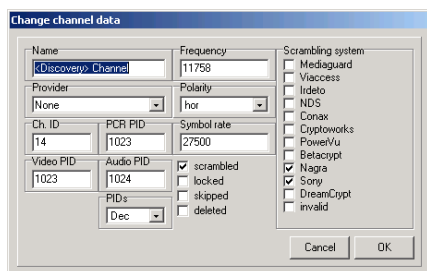 Change channel data
Name
<Discovery> Channel
Frequency
11758
Scrambling system
Mediaguard
Viaccess
Irdeto
NDS
Conax
Cryptoworks
PowerVu
Betacrypt
Nagra
Sony
DreamCrypt
invalid
Provider
None
Polarity
hor
Ch. ID
14
PCR PID
1023
Symbol rate
27500
Video PID
1023
Audio PID
1024
scrambled
locked
skipped
deleted
PIDs
Dec
Cancel
OK